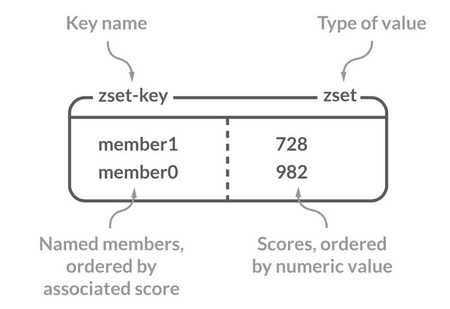 Key name Type of value
zset-key zset
member1 728
member0 982
Named members,
ordered by
associated score
Scores, ordered
by numeric value